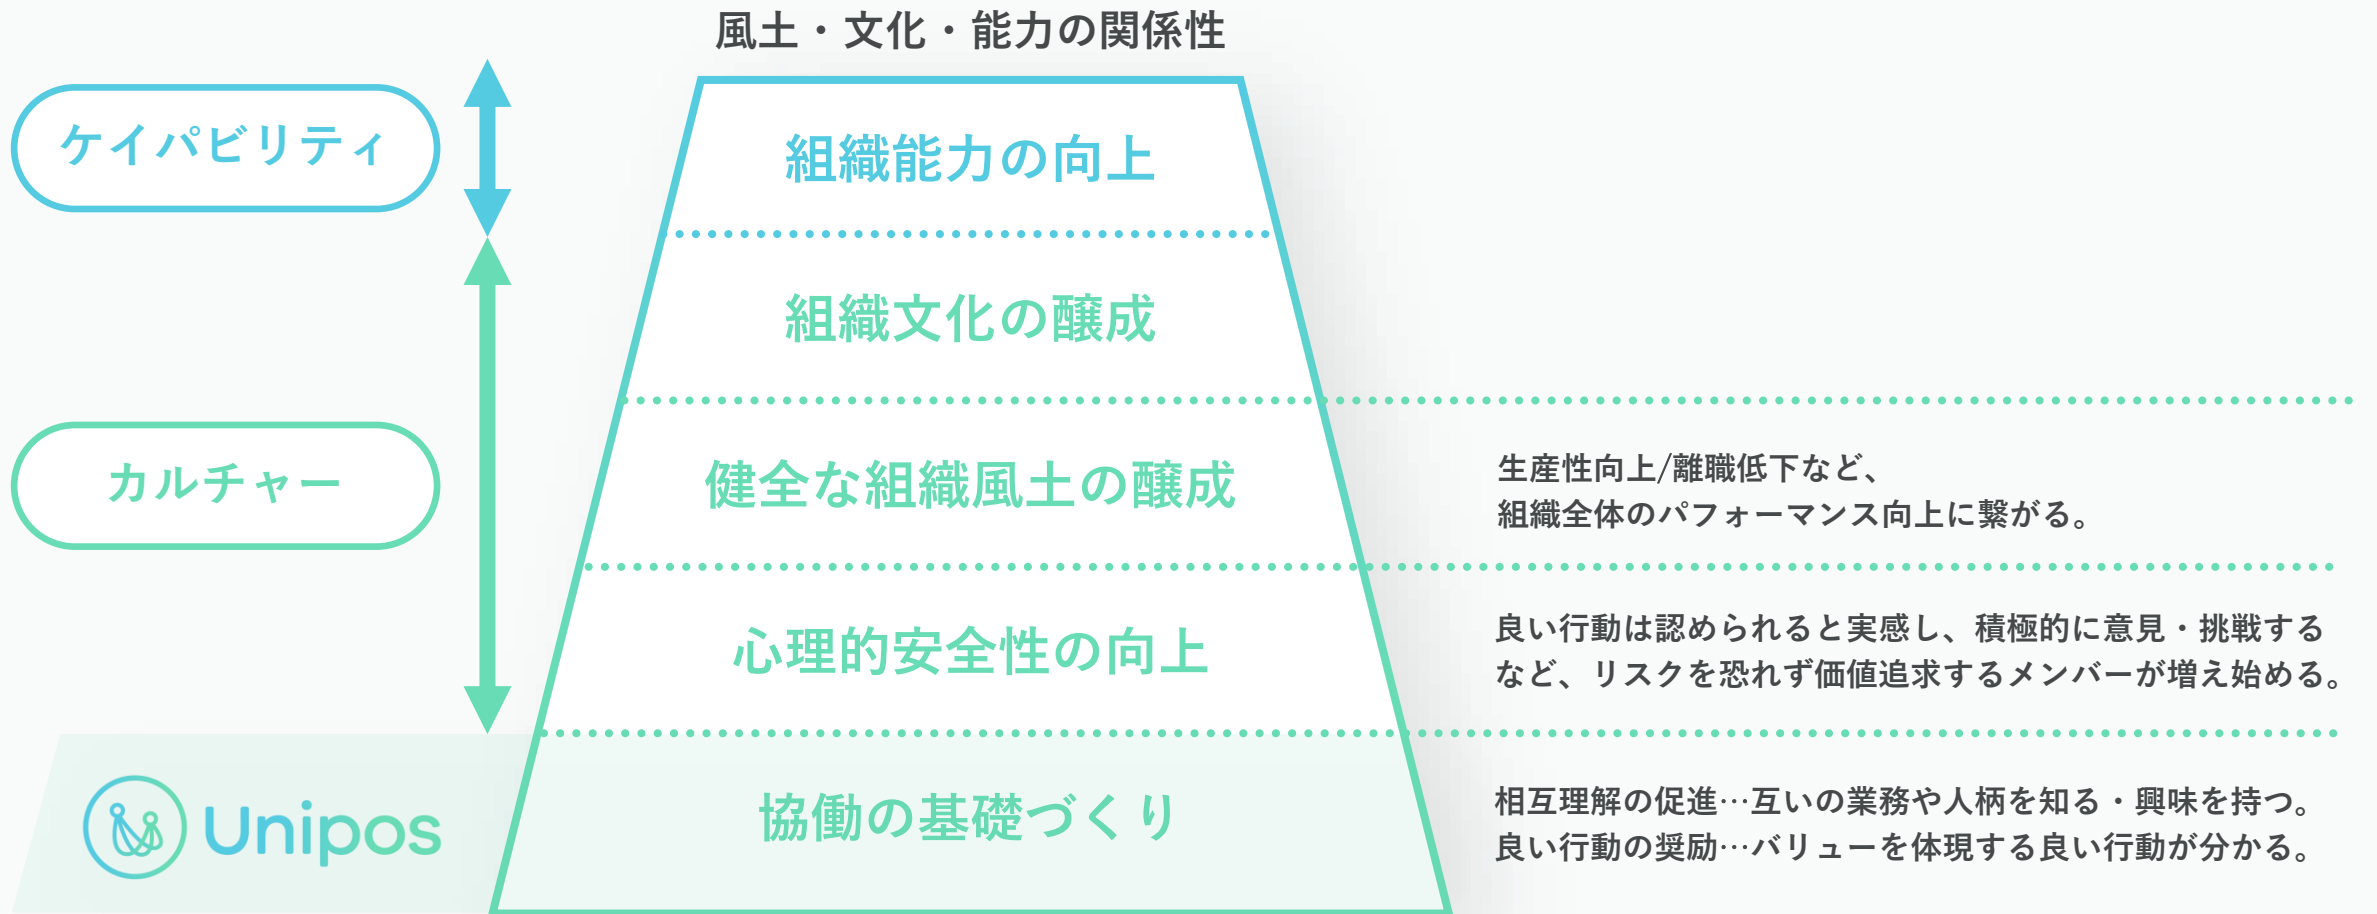 風土・文化・能力の関係性
ケイパビリティ
組織能力の向上
組織文化の醸成
カルチャー
健全な組織風土の醸成
生産性向上/離職低下など、
組織全体のパフォーマンス向上に繋がる。
心理的安全性の向上
良い行動は認められると実感し、積極的に意見・挑戦する
など、リスクを恐れず価値追求するメンバーが増え始める。
Unipos
協働の基礎づくり
相互理解の促進…互いの業務や人柄を知る・興味を持つ。
良い行動の奨励…バリューを体現する良い行動が分かる。